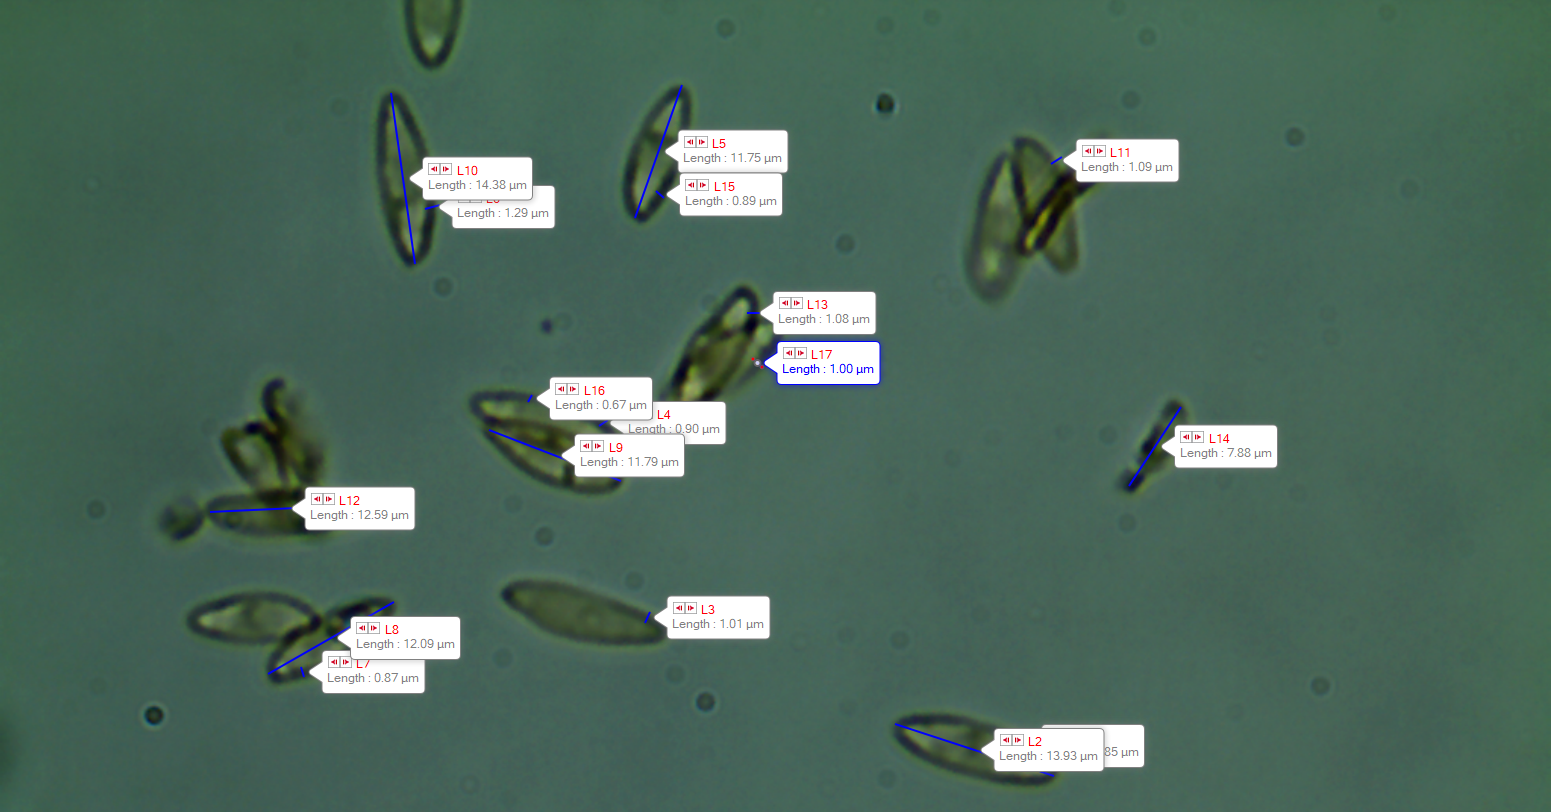 L10
Length : 14.38 µm
Length : 1.29 µm
L5
Length : 11.75 µm
L15
Length : 0.89 µm
L11
Length : 1.09 µm
L13
Length : 1.08 µm
L17
Length : 1.00 µm
L16
Length : 0.67 µm
L4
Length : 0.90 µm
L9
Length : 11.79 µm
L14
Length : 7.88 µm
L12
Length : 12.59 µm
L3
Length : 1.01 µm
L8
Length : 12.09 µm
L7
Length : 0.87 µm
L2
Length : 13.93 µm
85 µm